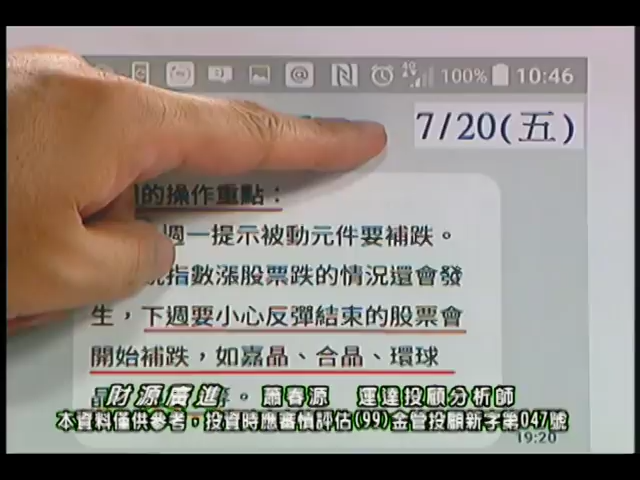 100% 10:46
7/20(五)
的操作重點：
週一提示被動元件要補跌。
指數漲股票跌的情況還會發
生，下週要小心反彈結束的股票會
開始補跌，如嘉晶、合晶、環球
財源廣進 。 蕭春源 運達投顧分析師
本資料僅供參考，投資時應審慎評估(99)金管投顧新字第047號
19:20